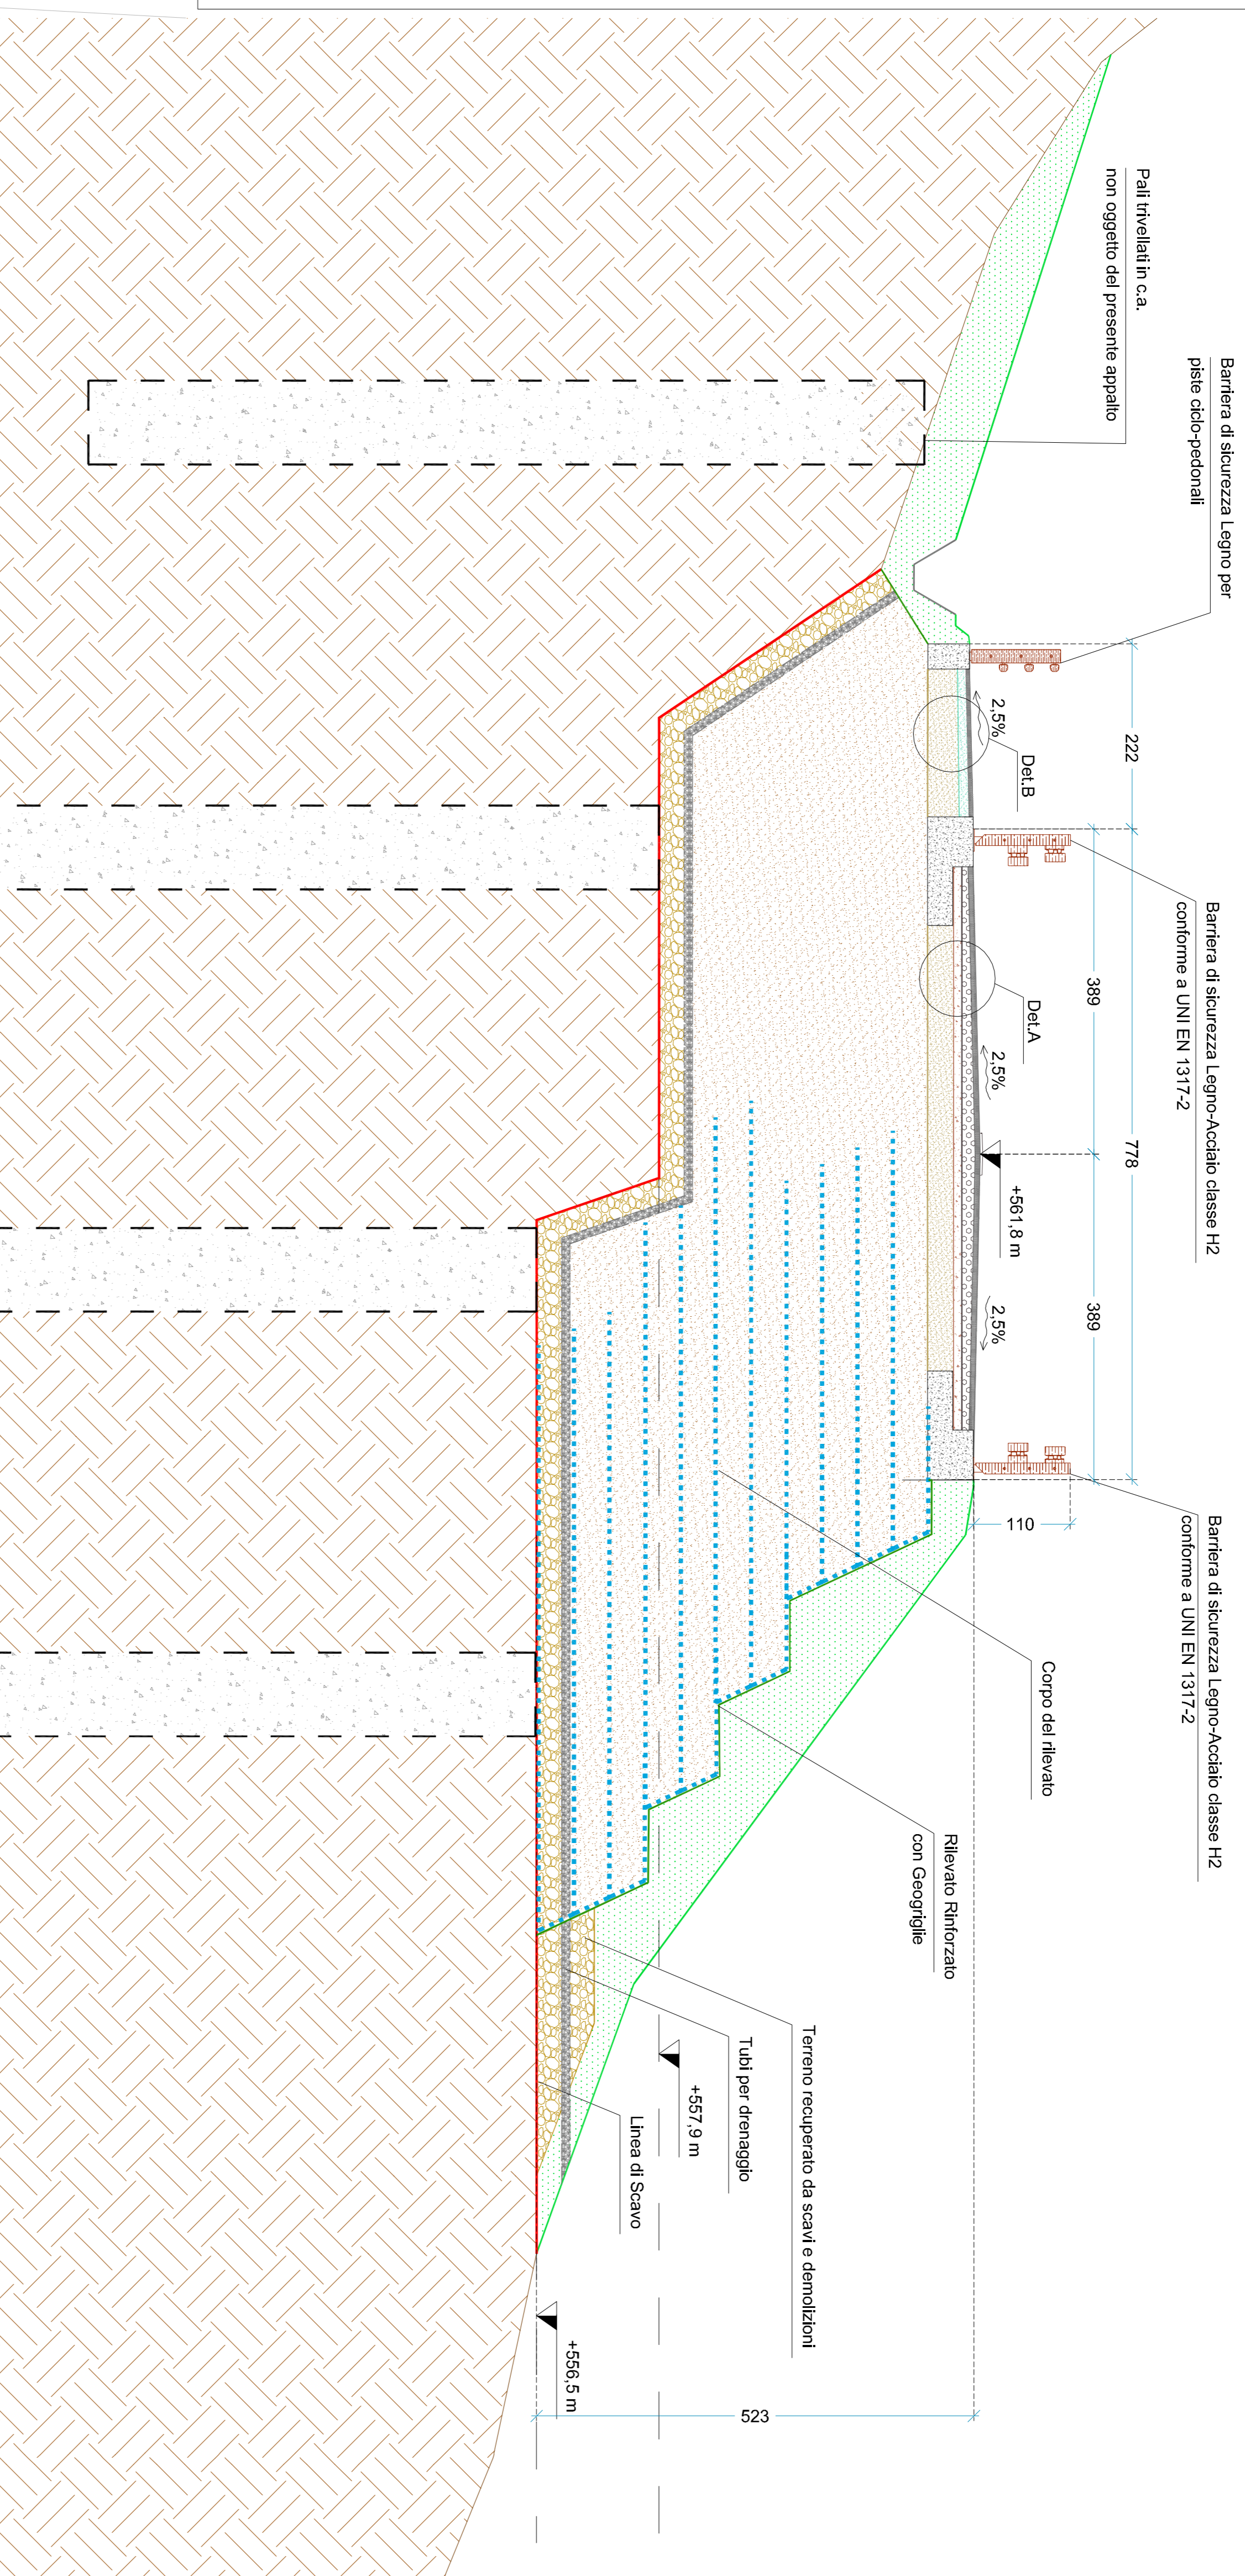 Barriera di sicurezza Legno per
piste ciclo-pedonali
Pali trivellati in c.a.
non oggetto del presente appalto
Barriera di sicurezza Legno-Acciaio classe H2
conforme a UNI EN 1317-2
Barriera di sicurezza Legno-Acciaio classe H2
conforme a UNI EN 1317-2
222
778
389
389
110
2,5%
2,5%
2,5%
Det.B
Det.A
+561,8 m
Corpo del rilevato
Rilevato Rinforzato
con Geogriglie
Terreno recuperato da scavi e demolizioni
Tubi per drenaggio
+557,9 m
Linea di Scavo
+556,5 m
523